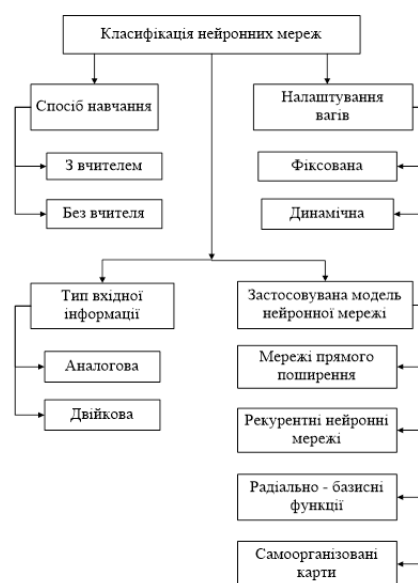 Класифікація нейронних мереж
Спосіб навчання
З вчителем
Без вчителя
Налаштування
вагів
Фіксована
Динамічна
Тип вхідної
інформації
Аналогова
Двійкова
Застосовувана модель
нейронної мережі
Мережі прямого
поширення
Рекурентні нейронні
мережі
Радіально - базисні
функції
Самоорганізовані
карти